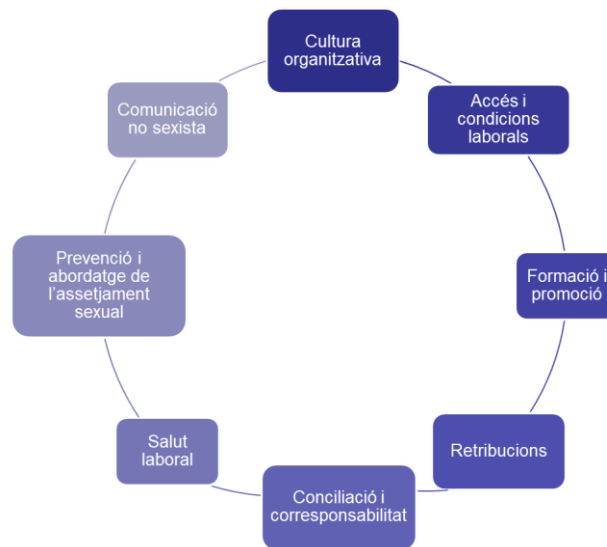 Cultura
organitzativa
Accés i
condicions
laborals
Formació i
promoció
Retribucions
Conciliació i
corresponsabilitat
Salut
laboral
Prevenció i
abordatge de
l'assetjament
sexual
Comunicació
no sexista